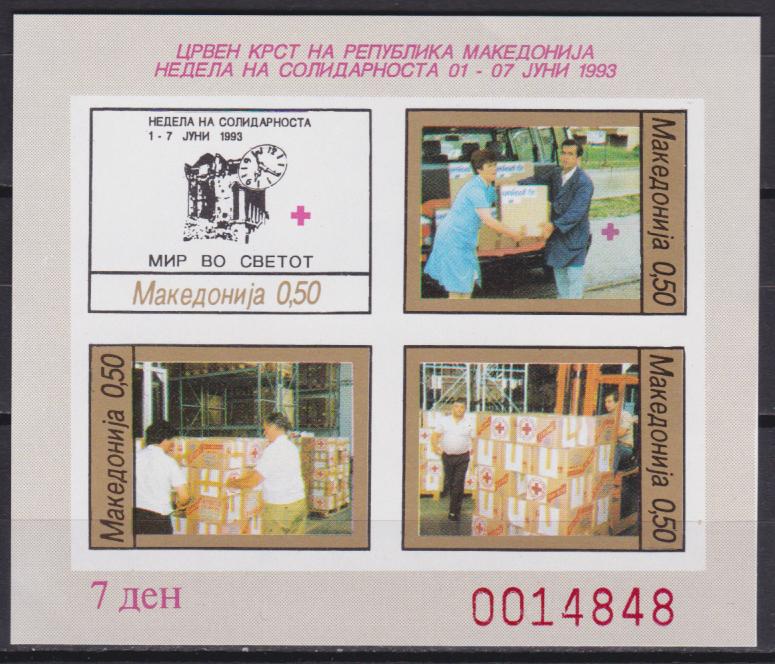 ЦРВЕН КРСТ НА РЕПУБЛИКА МАКЕДОНИЈА
НЕДЕЛА НА СОЛИДАРНОСТА 01 - 07 ЈУНИ 1993
НЕДЕЛА НА СОЛИДАРНОСТА
1 - 7 ЈУНИ 1993
МИР ВО СВЕТОТ
Македонија 0,50
Македонија 0,50
Македонија 0,50
Македонија 0,50
7 ден
0014848